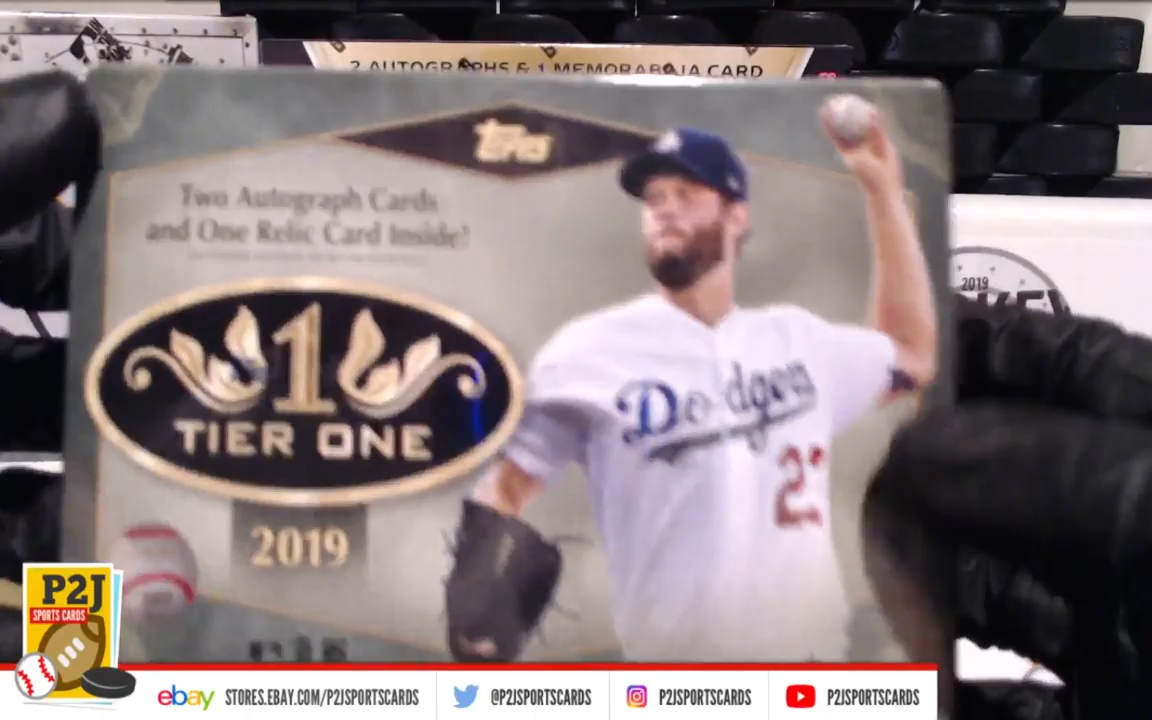 2 AUTOGRAPHS & 1 MEMORABILIA CARD
Topps
Two Autograph Cards
and One Relic Card Inside!
1
TIER ONE
2019
Dodgers
2019
P2J
SPORTS CARDS
ebay
STORES.EBAY.COM/P2JSPORTSCARDS
@P2JSPORTSCARDS
P2JSPORTSCARDS
P2JSPORTSCARDS